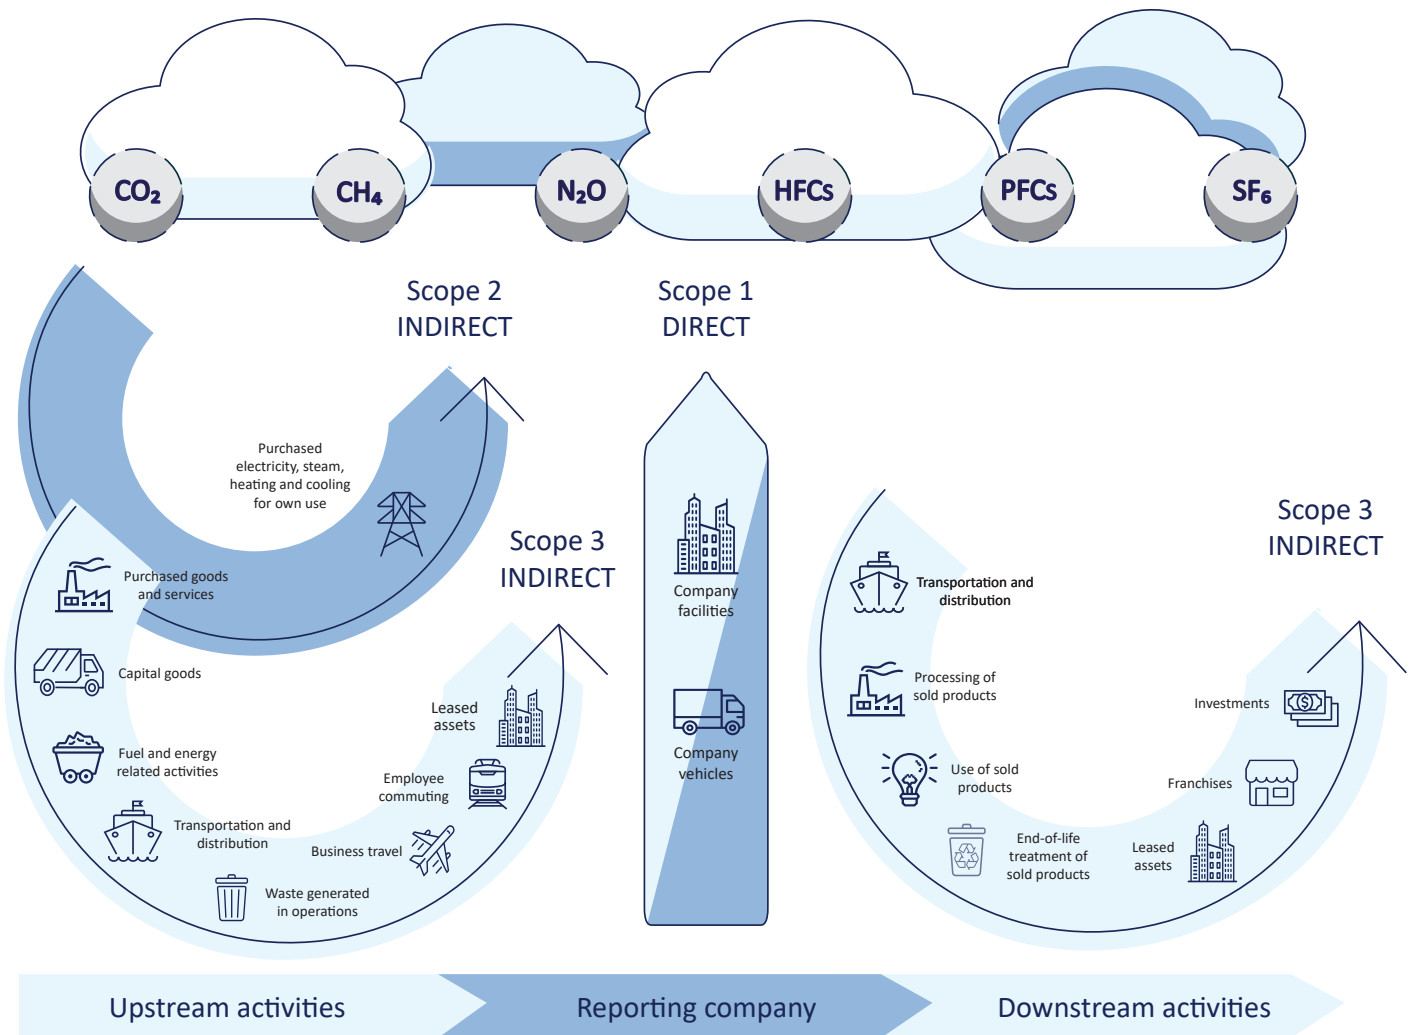 CO₂
CH₄
N₂O
HFCs
PFCs
SF₆
Scope 2
INDIRECT
Scope 1
DIRECT
Purchased
electricity, steam,
heating and cooling
for own use
Scope 3
INDIRECT
Purchased goods
and services
Capital goods
Fuel and energy
related activities
Transportation and
distribution
Waste generated
in operations
Business travel
Employee
commuting
Leased
assets
Company
facilities
Company
vehicles
Scope 3
INDIRECT
Transportation and
distribution
Processing of
sold products
Use of sold
products
End-of-life
treatment of
sold products
Leased
assets
Franchises
Investments
$
Upstream activities
Reporting company
Downstream activities